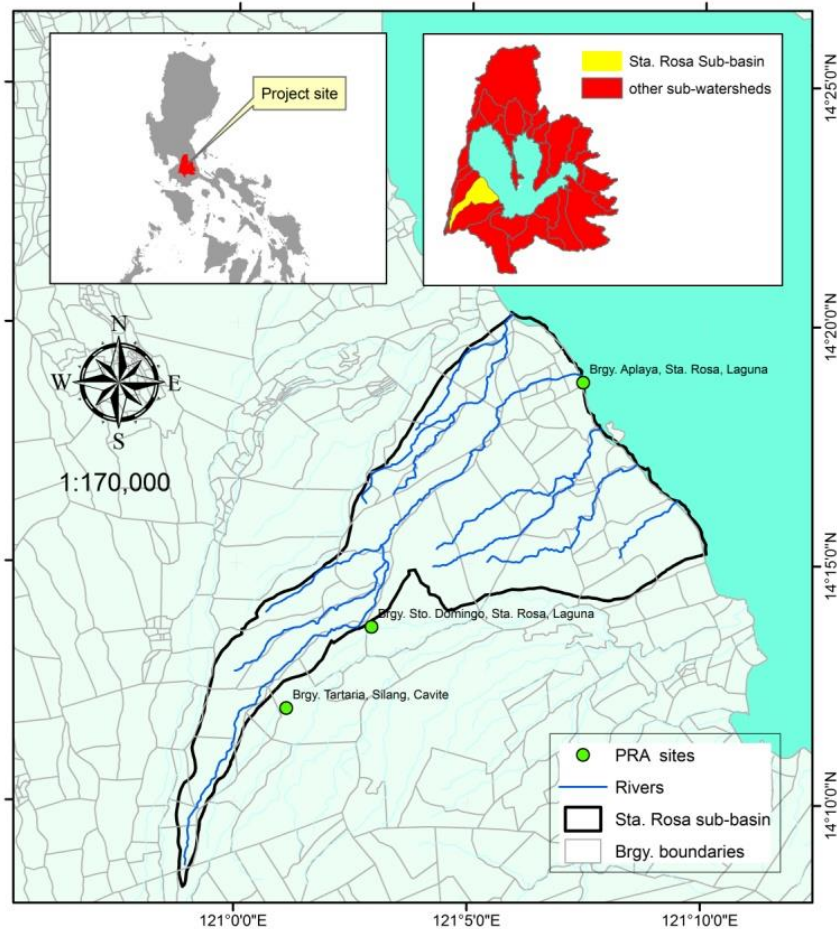 Project site
Sta. Rosa Sub-basin
other sub-watersheds
14°25'0"N
14°20'0"N
14°15'0"N
14°10'0"N
N
W E
S
1:170,000
Brgy. Aplaya, Sta. Rosa, Laguna
Brgy. Sto. Domingo, Sta. Rosa, Laguna
Brgy. Tartaria, Silang, Cavite
PRA sites
Rivers
Sta. Rosa sub-basin
Brgy. boundaries
121°0'0"E
121°5'0"E
121°10'0"E